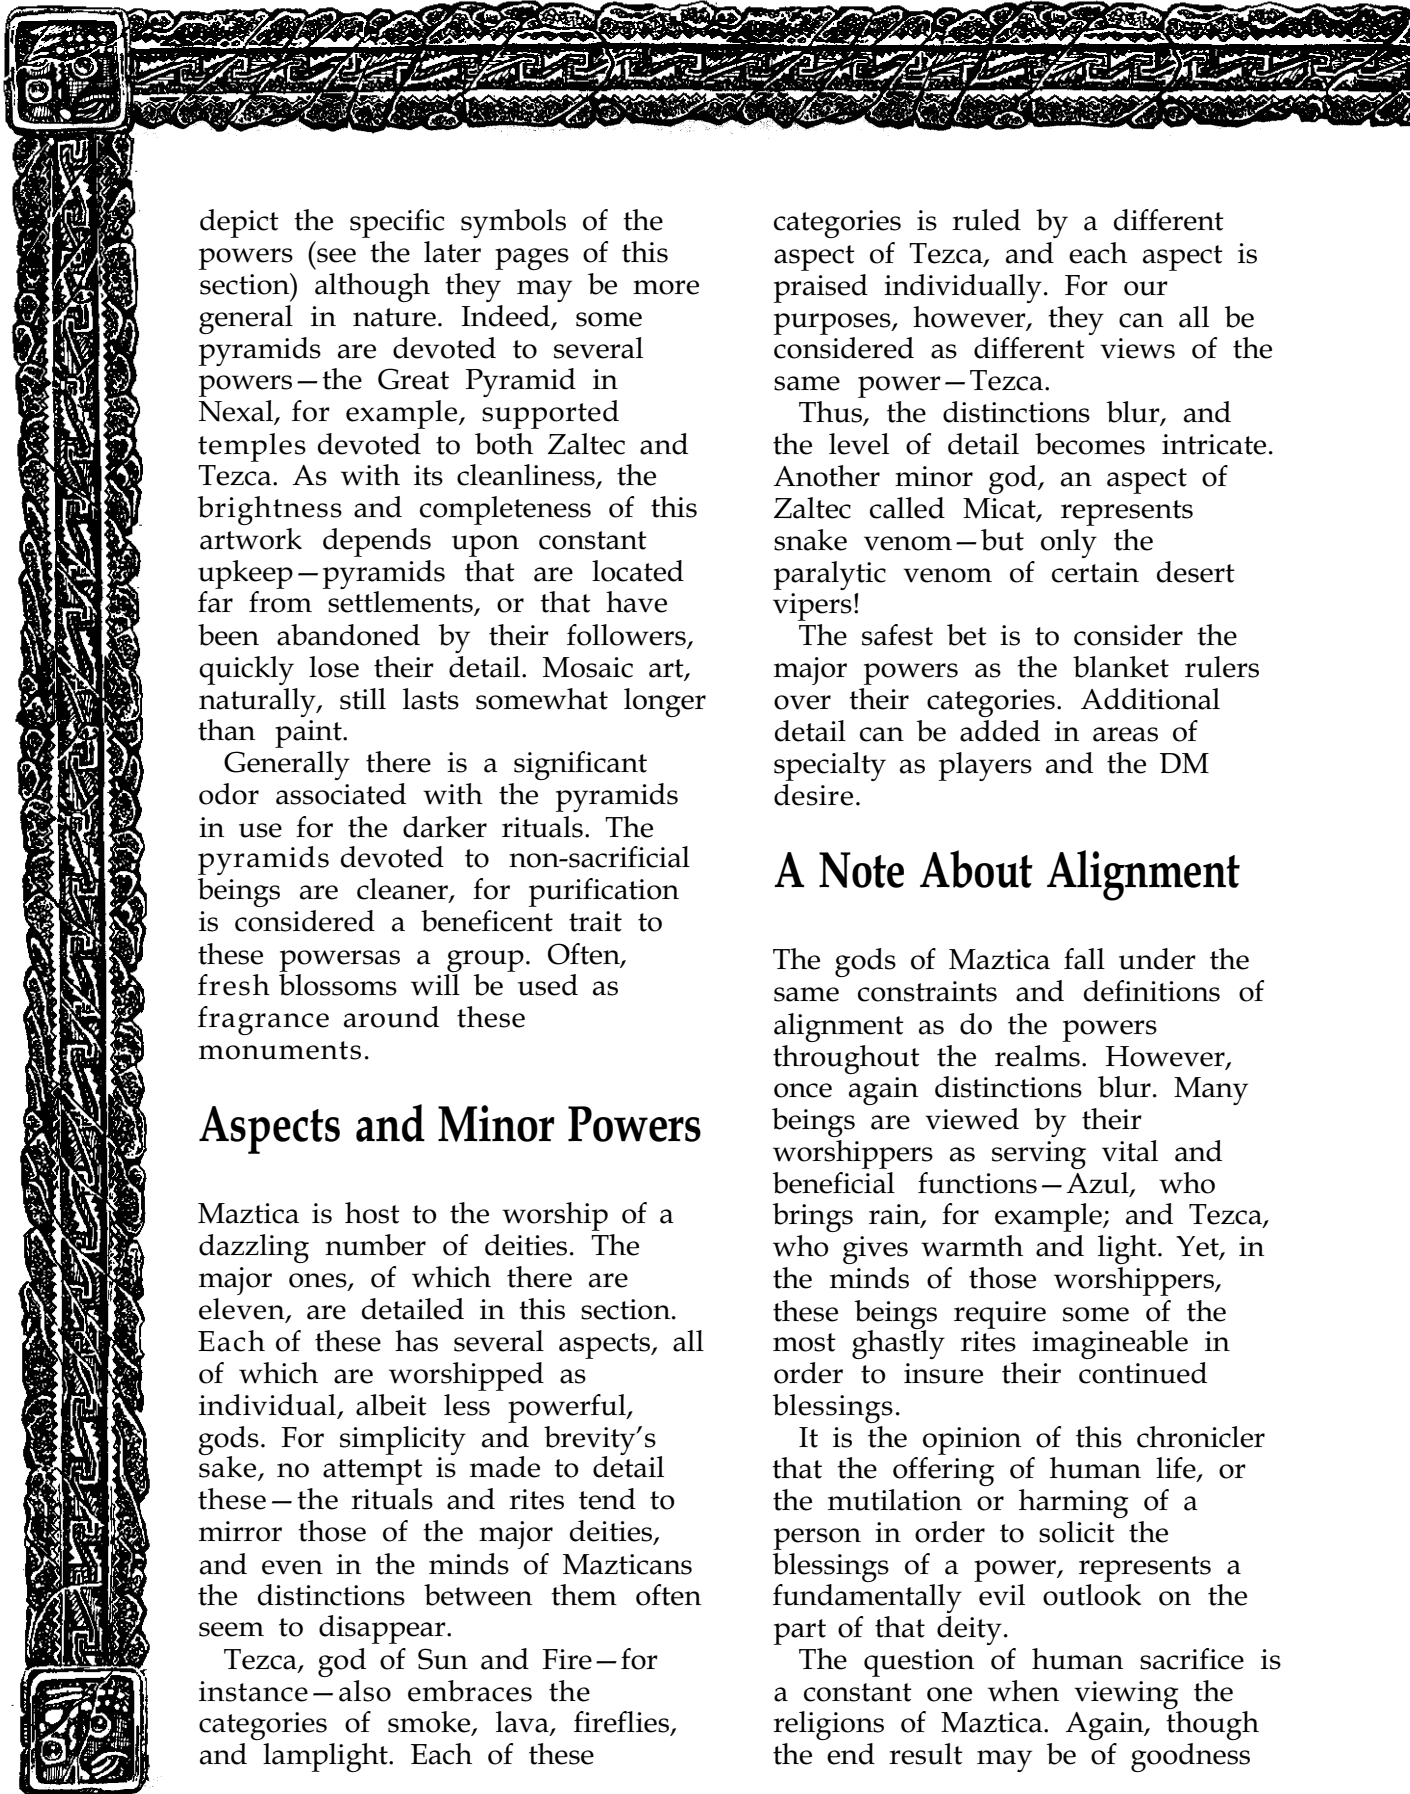 depict the specific symbols of the
powers (see the later pages of this
section) although they may be more
general in nature. Indeed, some
pyramids are devoted to several
powers—the Great Pyramid in
Nexal, for example, supported
temples devoted to both Zaltec and
Tezca. As with its cleanliness, the
brightness and completeness of this
artwork depends upon constant
upkeep—pyramids that are located
far from settlements, or that have
been abandoned by their followers,
quickly lose their detail. Mosaic art,
naturally, still lasts somewhat longer
than paint.
Generally there is a significant
odor associated with the pyramids
in use for the darker rituals. The
pyramids devoted to non-sacrificial
beings are cleaner, for purification
is considered a beneficent trait to
these powersas a group. Often,
fresh blossoms will be used as
fragrance around these
monuments.
Aspects and Minor Powers
Maztica is host to the worship of a
dazzling number of deities. The
major ones, of which there are
eleven, are detailed in this section.
Each of these has several aspects, all
of which are worshipped as
individual, albeit less powerful,
gods. For simplicity and brevity's
sake, no attempt is made to detail
these—the rituals and rites tend to
mirror those of the major deities,
and even in the minds of Mazticans
the distinctions between them often
seem to disappear.
Tezca, god of Sun and Fire—for
instance—also embraces the
categories of smoke, lava, fireflies,
and lamplight. Each of these
categories is ruled by a different
aspect of Tezca, and each aspect is
praised individually. For our
purposes, however, they can all be
considered as different views of the
same power—Tezca.
Thus, the distinctions blur, and
the level of detail becomes intricate.
Another minor god, an aspect of
Zaltec called Micat, represents
snake venom—but only the
paralytic venom of certain desert
vipers!
The safest bet is to consider the
major powers as the blanket rulers
over their categories. Additional
detail can be added in areas of
specialty as players and the DM
desire.
A Note About Alignment
The gods of Maztica fall under the
same constraints and definitions of
alignment as do the powers
throughout the realms. However,
once again distinctions blur. Many
beings are viewed by their
worshippers as serving vital and
beneficial functions—Azul, who
brings rain, for example; and Tezca,
who gives warmth and light. Yet, in
the minds of those worshippers,
these beings require some of the
most ghastly rites imagineable in
order to insure their continued
blessings.
It is the opinion of this chronicler
that the offering of human life, or
the mutilation or harming of a
person in order to solicit the
blessings of a power, represents a
fundamentally evil outlook on the
part of that deity.
The question of human sacrifice is
a constant one when viewing the
religions of Maztica. Again, though
the end result may be of goodness